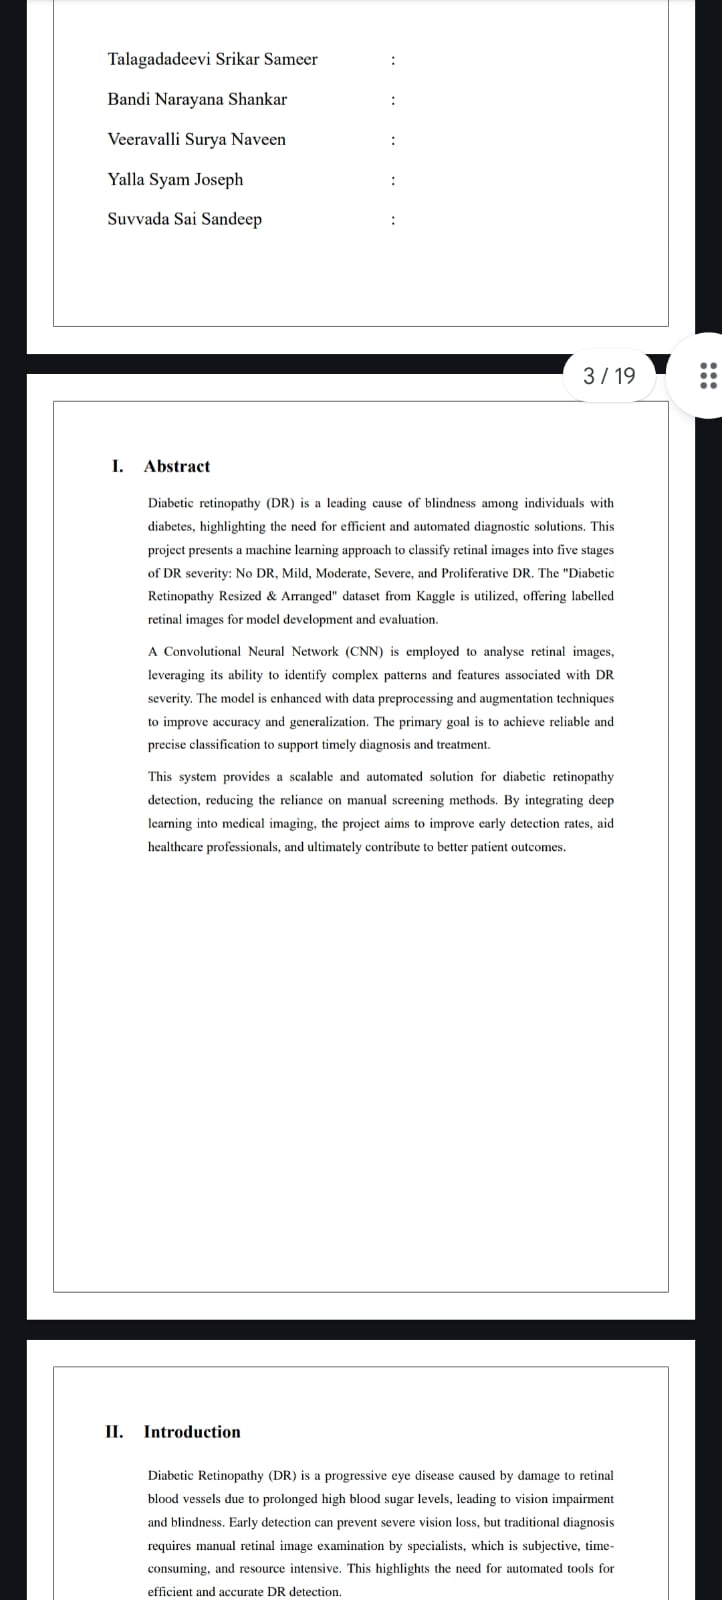 Talagadadeevi Srikar Sameer :
Bandi Narayana Shankar :
Veeravalli Surya Naveen :
Yalla Syam Joseph :
Suvvada Sai Sandeep :
3 / 19
I. Abstract
Diabetic retinopathy (DR) is a leading cause of blindness among individuals with
diabetes, highlighting the need for efficient and automated diagnostic solutions. This
project presents a machine learning approach to classify retinal images into five stages
of DR severity: No DR, Mild, Moderate, Severe, and Proliferative DR. The "Diabetic
Retinopathy Resized & Arranged" dataset from Kaggle is utilized, offering labelled
retinal images for model development and evaluation.
A Convolutional Neural Network (CNN) is employed to analyse retinal images,
leveraging its ability to identify complex patterns and features associated with DR
severity. The model is enhanced with data preprocessing and augmentation techniques
to improve accuracy and generalization. The primary goal is to achieve reliable and
precise classification to support timely diagnosis and treatment.
This system provides a scalable and automated solution for diabetic retinopathy
detection, reducing the reliance on manual screening methods. By integrating deep
learning into medical imaging, the project aims to improve early detection rates, aid
healthcare professionals, and ultimately contribute to better patient outcomes.
II. Introduction
Diabetic Retinopathy (DR) is a progressive eye disease caused by damage to retinal
blood vessels due to prolonged high blood sugar levels, leading to vision impairment
and blindness. Early detection can prevent severe vision loss, but traditional diagnosis
requires manual retinal image examination by specialists, which is subjective, time-
consuming, and resource intensive. This highlights the need for automated tools for
efficient and accurate DR detection.